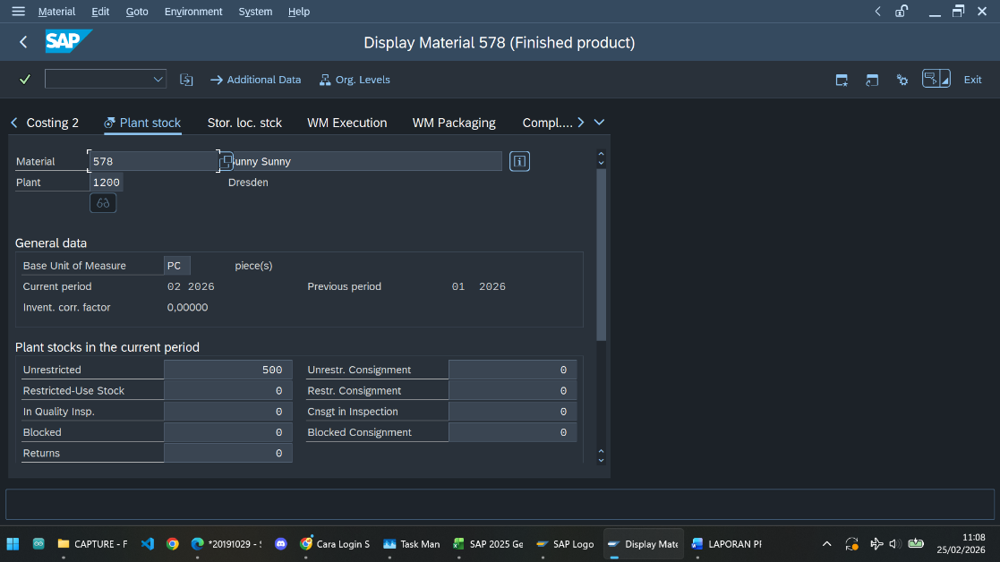 Material Edit Goto Environment System Help
SAP
Display Material 578 (Finished product)
Additional Data Org. Levels Exit
Costing 2 Plant stock Stor. loc. stck WM Execution WM Packaging Compl....
Material 578 unny Sunny
Plant 1200 Dresden
General data
Base Unit of Measure PC piece(s)
Current period 02 2026 Previous period 01 2026
Invent. corr. factor 0,00000
Plant stocks in the current period
Unrestricted 500 Unrestr. Consignment 0
Restricted-Use Stock 0 Restr. Consignment 0
In Quality Insp. 0 Cnsgt in Inspection 0
Blocked 0 Blocked Consignment 0
Returns 0
CAPTURE - F *20191029 - Cara Login S Task Man SAP 2025 Ge SAP Logo Display Mate LAPORAN PR
11:08
25/02/2026